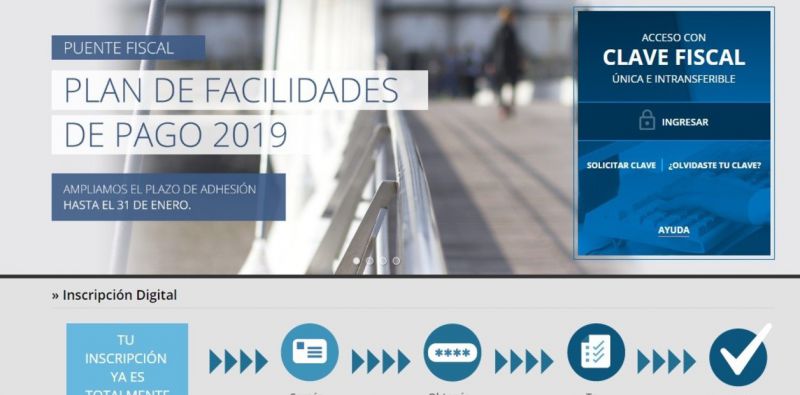 PUENTE FISCAL
PLAN DE FACILIDADES
DE PAGO 2019
AMPLIAMOS EL PLAZO DE ADHESIÓN
HASTA EL 31 DE ENERO.
ACCESO CON
CLAVE FISCAL
ÚNICA E INTRANSFERIBLE
INGRESAR
SOLICITAR CLAVE | ¿OLVIDASTE TU CLAVE?
AYUDA
» Inscripción Digital
TU
INSCRIPCIÓN
YA ES
TOTALMENTE
****